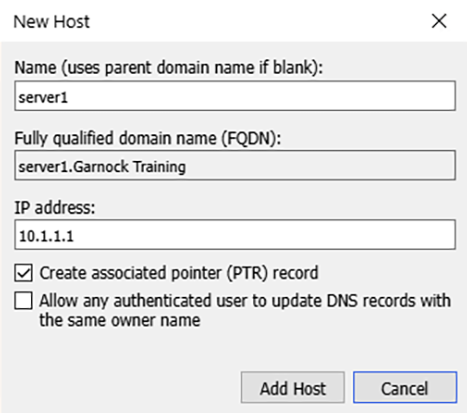 New Host
Name (uses parent domain name if blank):
server1
Fully qualified domain name (FQDN):
server1.Garnock Training
IP address:
10.1.1.1
Create associated pointer (PTR) record
Allow any authenticated user to update DNS records with
the same owner name
Add Host
Cancel